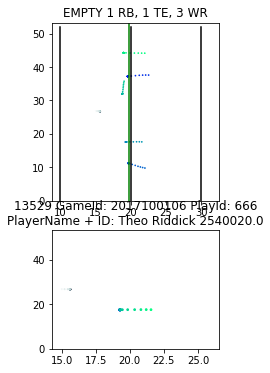 EMPTY 1 RB, 1 TE, 3 WR
50
40
30
20
10
0
10 15 20 25 30
13529 GameId: 2017100106 PlayId: 666
PlayerName + ID: Theo Riddick 2540020.0
40
20
0
15.0 17.5 20.0 22.5 25.0